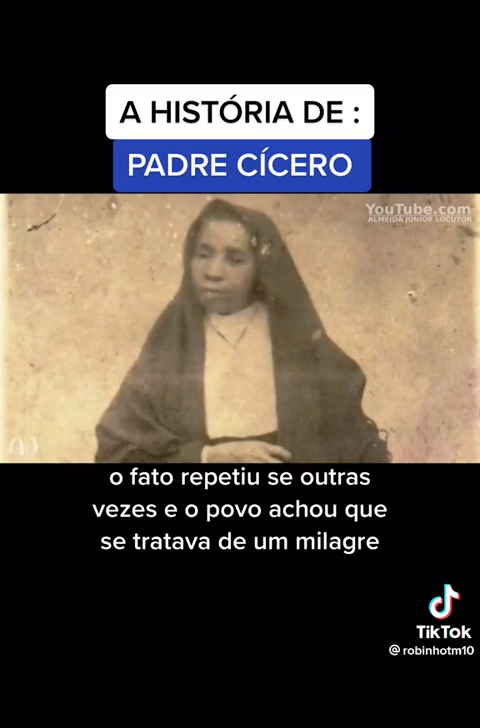 A HISTÓRIA DE :
PADRE CÍCERO
YouTube.com
ALMEIDA JUNIOR LOCUTOR
o fato repetiu se outras
vezes e o povo achou que
se tratava de um milagre
TikTok
@robinhotm10